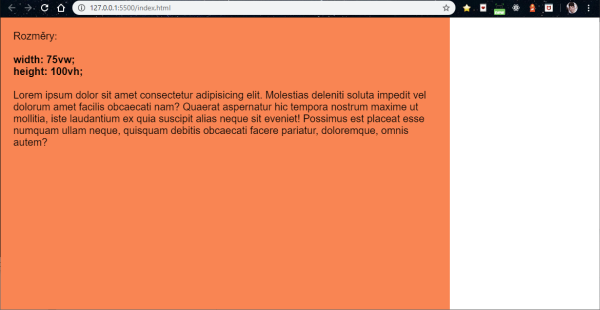 127.0.0.1:5500/index.html
Rozměry:
width: 75vw;
height: 100vh;
Lorem ipsum dolor sit amet consectetur adipisicing elit. Molestias deleniti soluta impedit vel
dolorum amet facilis obcaecati nam? Quaerat aspernatur hic tempora nostrum maxime ut
mollitia, iste laudantium ex quia suscipit alias neque sit eveniet! Possimus est placeat esse
numquam ullam neque, quisquam debitis obcaecati facere pariatur, doloremque, omnis
autem?